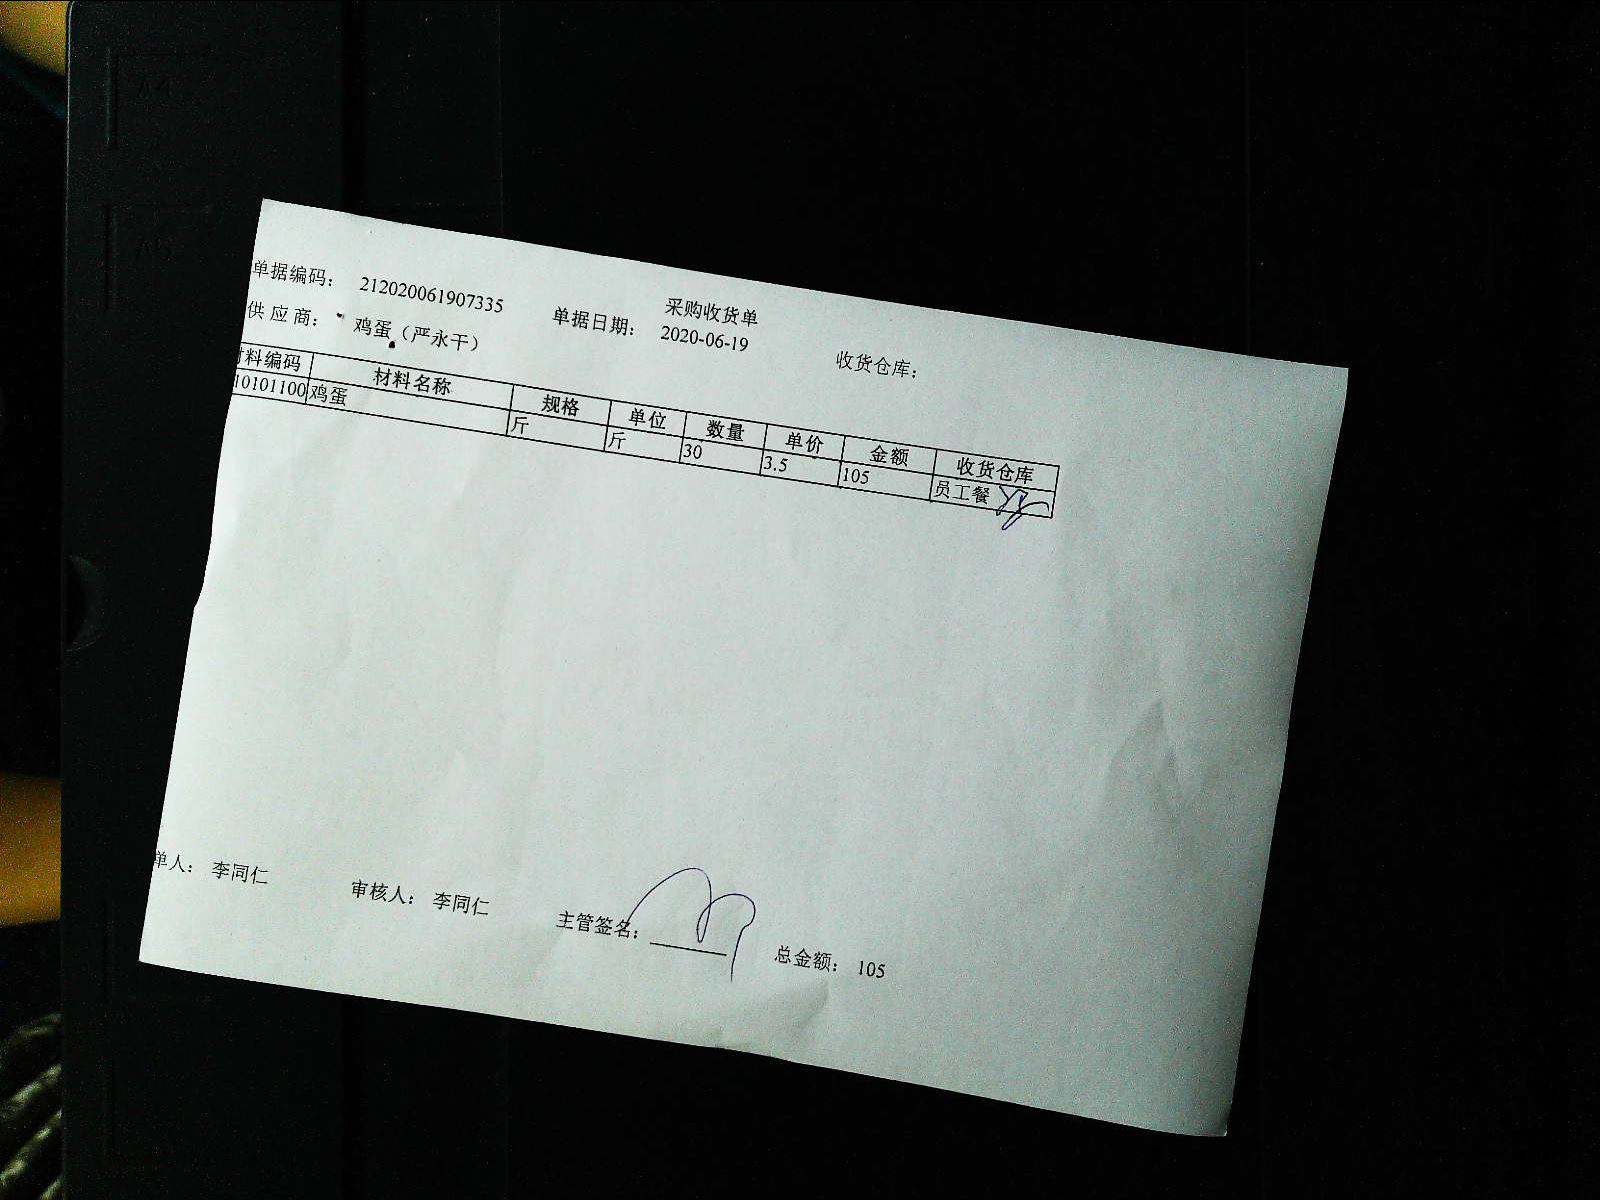 采购收货单
单据编码： 212020061907335 单据日期： 2020-06-19 收货仓库：
供 应 商： 鸡蛋（严永干）
材料编码 材料名称 规格 单位 数量 单价 金额 收货仓库
10101100 鸡蛋 斤 斤 30 3.5 105 员工餐
单人： 李同仁 审核人： 李同仁 主管签名： 总金额： 105
A4
A5